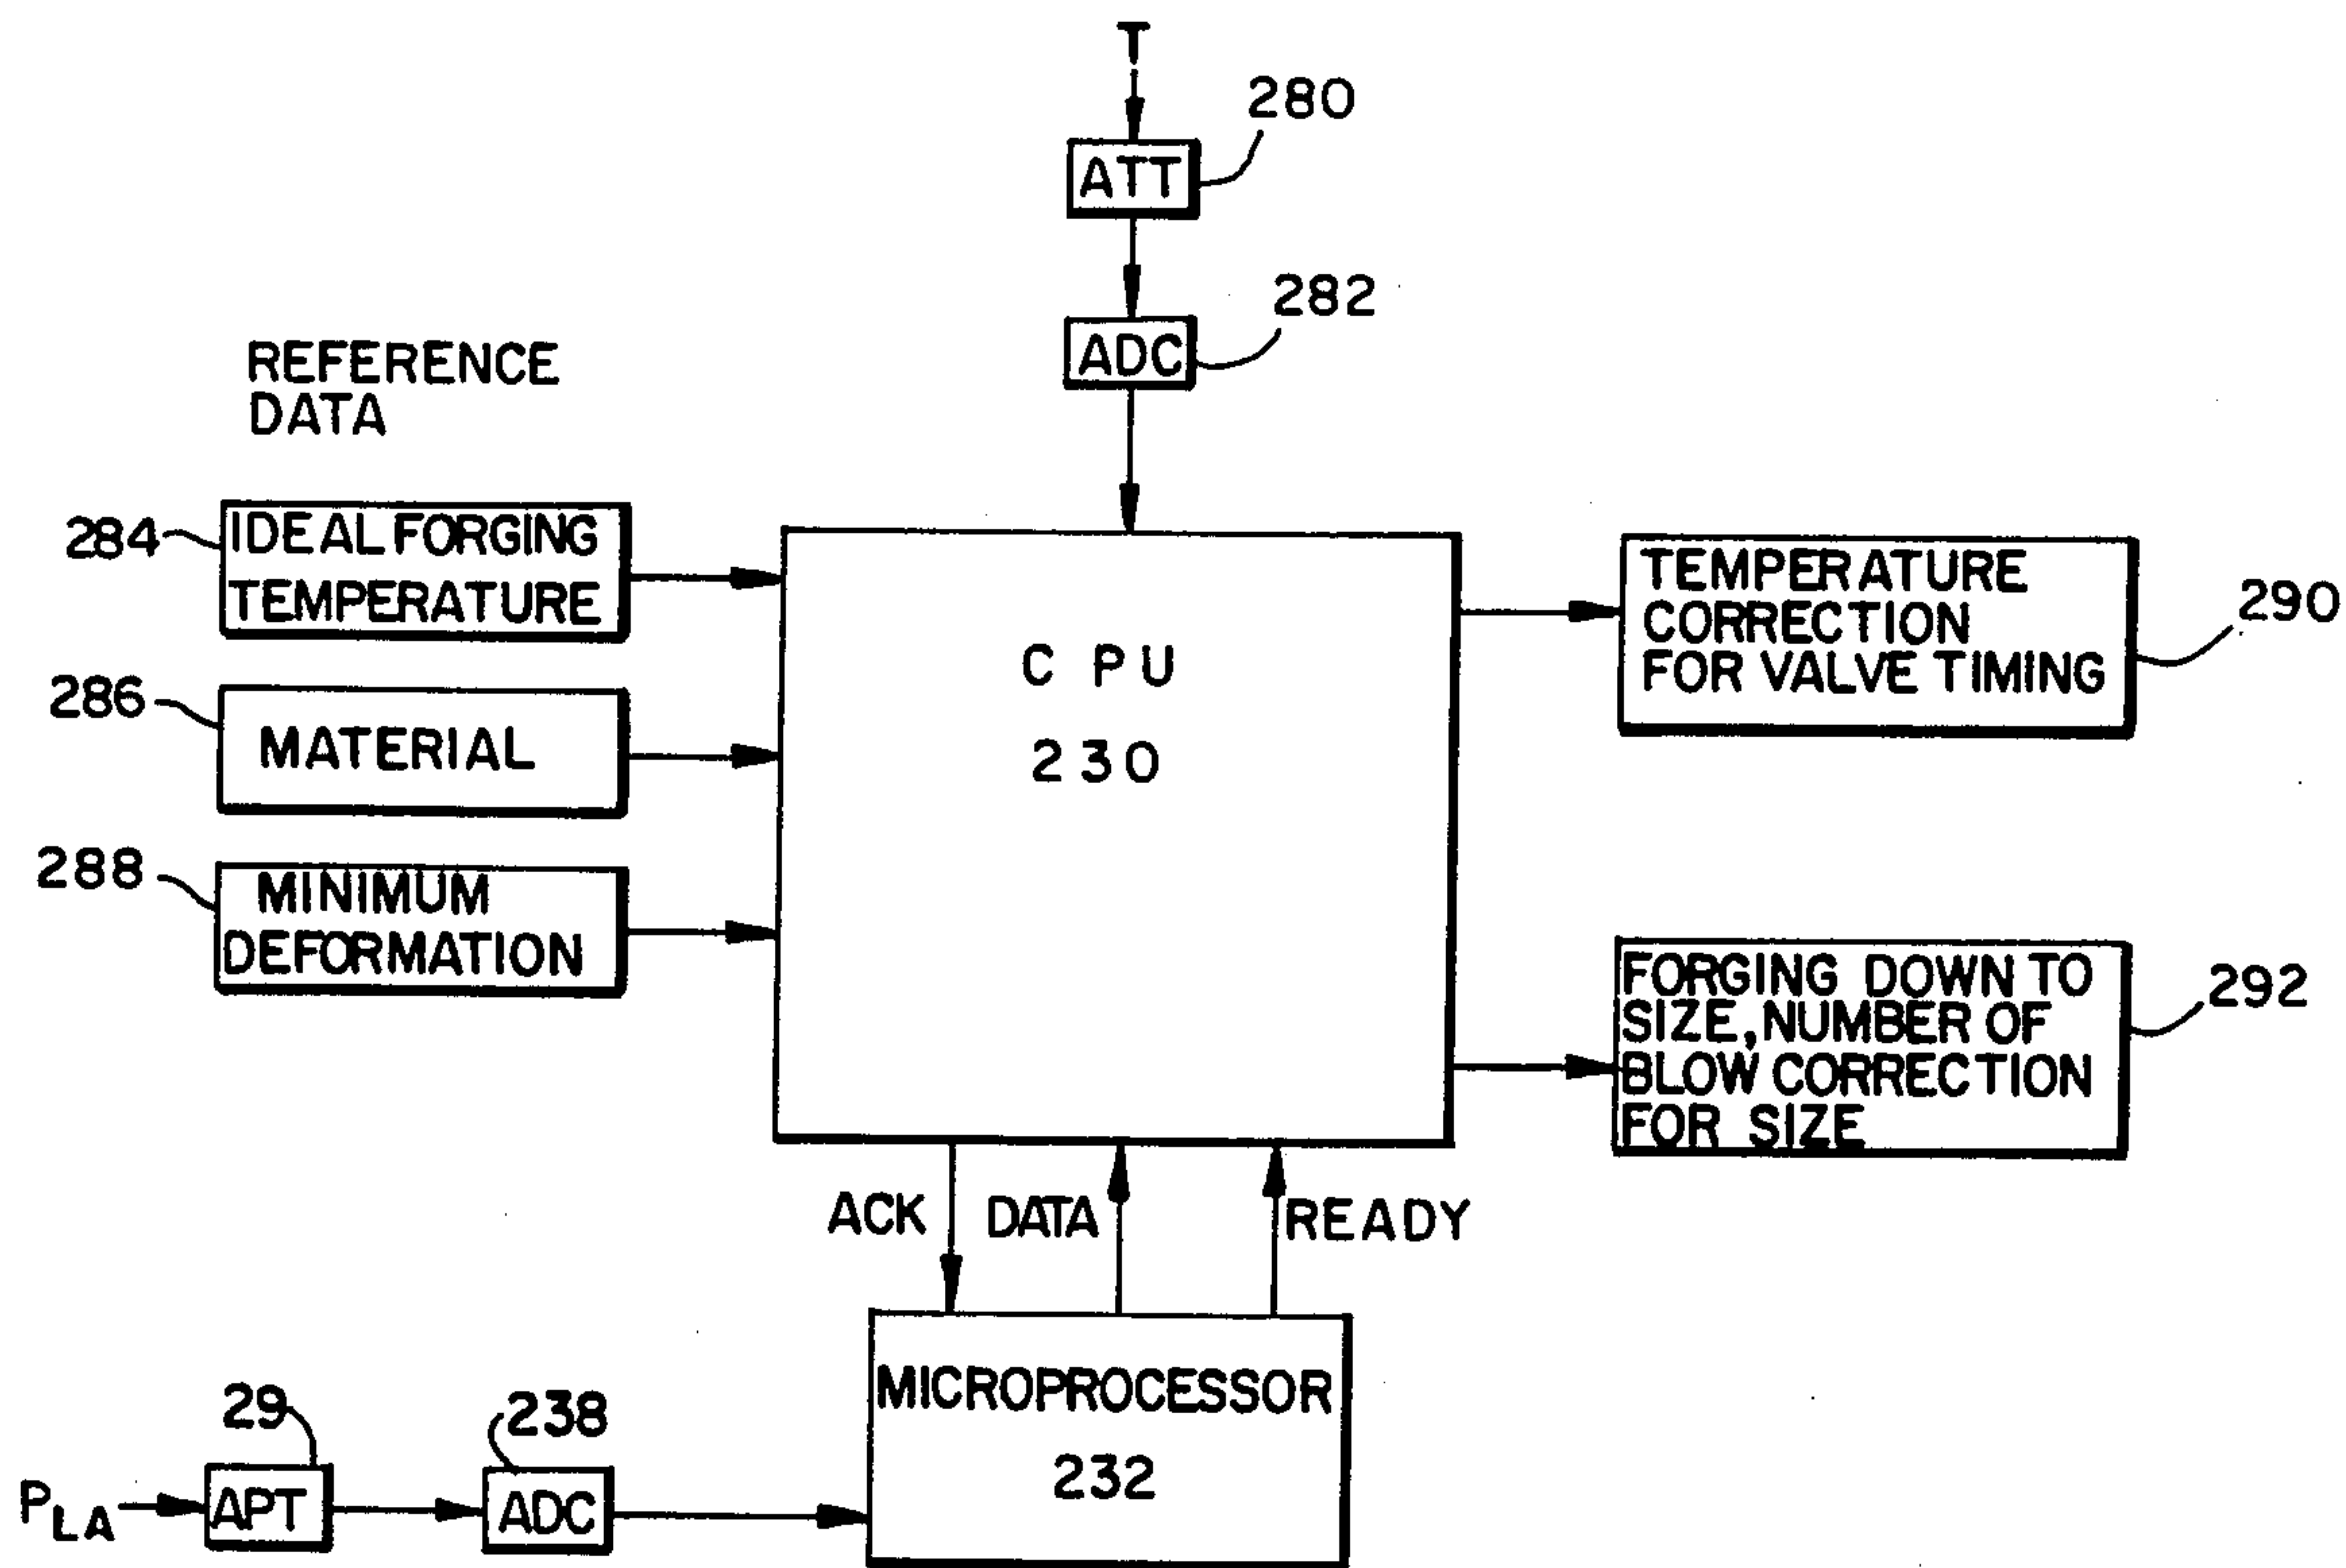 T
280
ATT
282
ADC
REFERENCE
DATA
284
IDEAL FORGING
TEMPERATURE
286
MATERIAL
288
MINIMUM
DEFORMATION
CPU
230
TEMPERATURE
CORRECTION
FOR VALVE TIMING
290
FORGING DOWN TO
SIZE, NUMBER OF
BLOW CORRECTION
FOR SIZE
292
ACK
DATA
READY
MICROPROCESSOR
232
29
238
PLA
APT
ADC